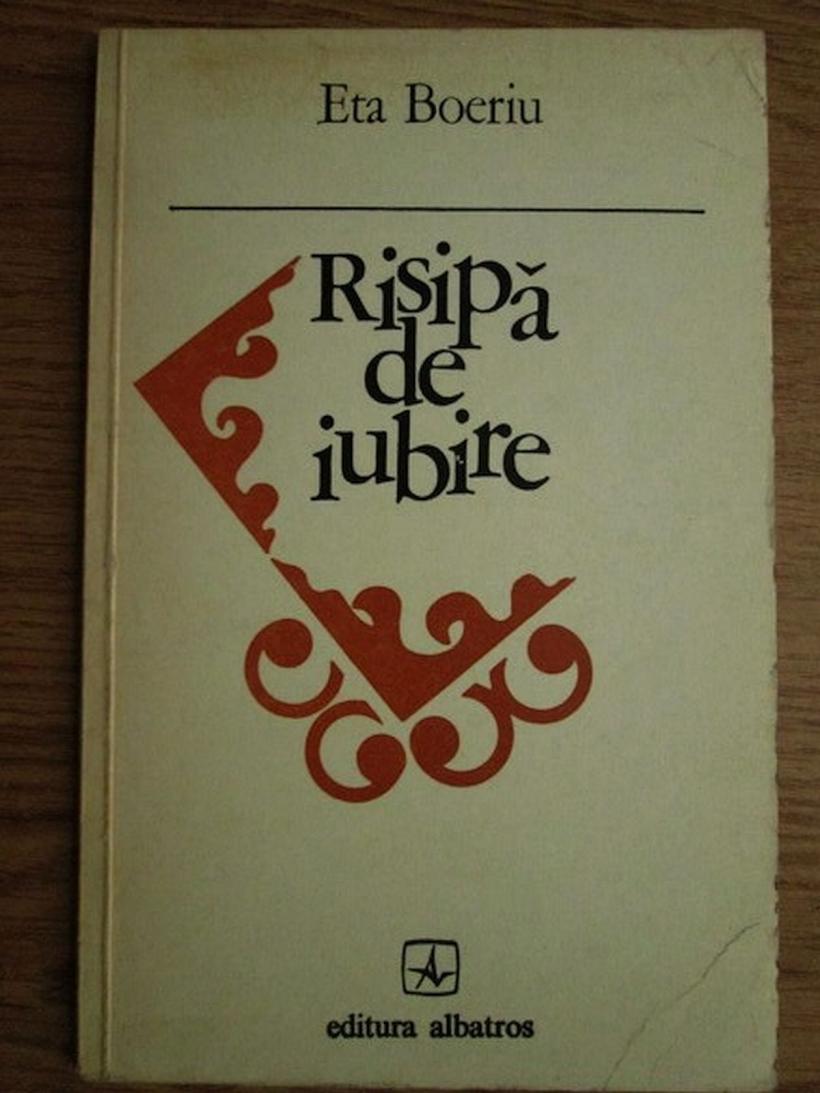 Eta Boeriu
Risipă
de
iubire
editura albatros